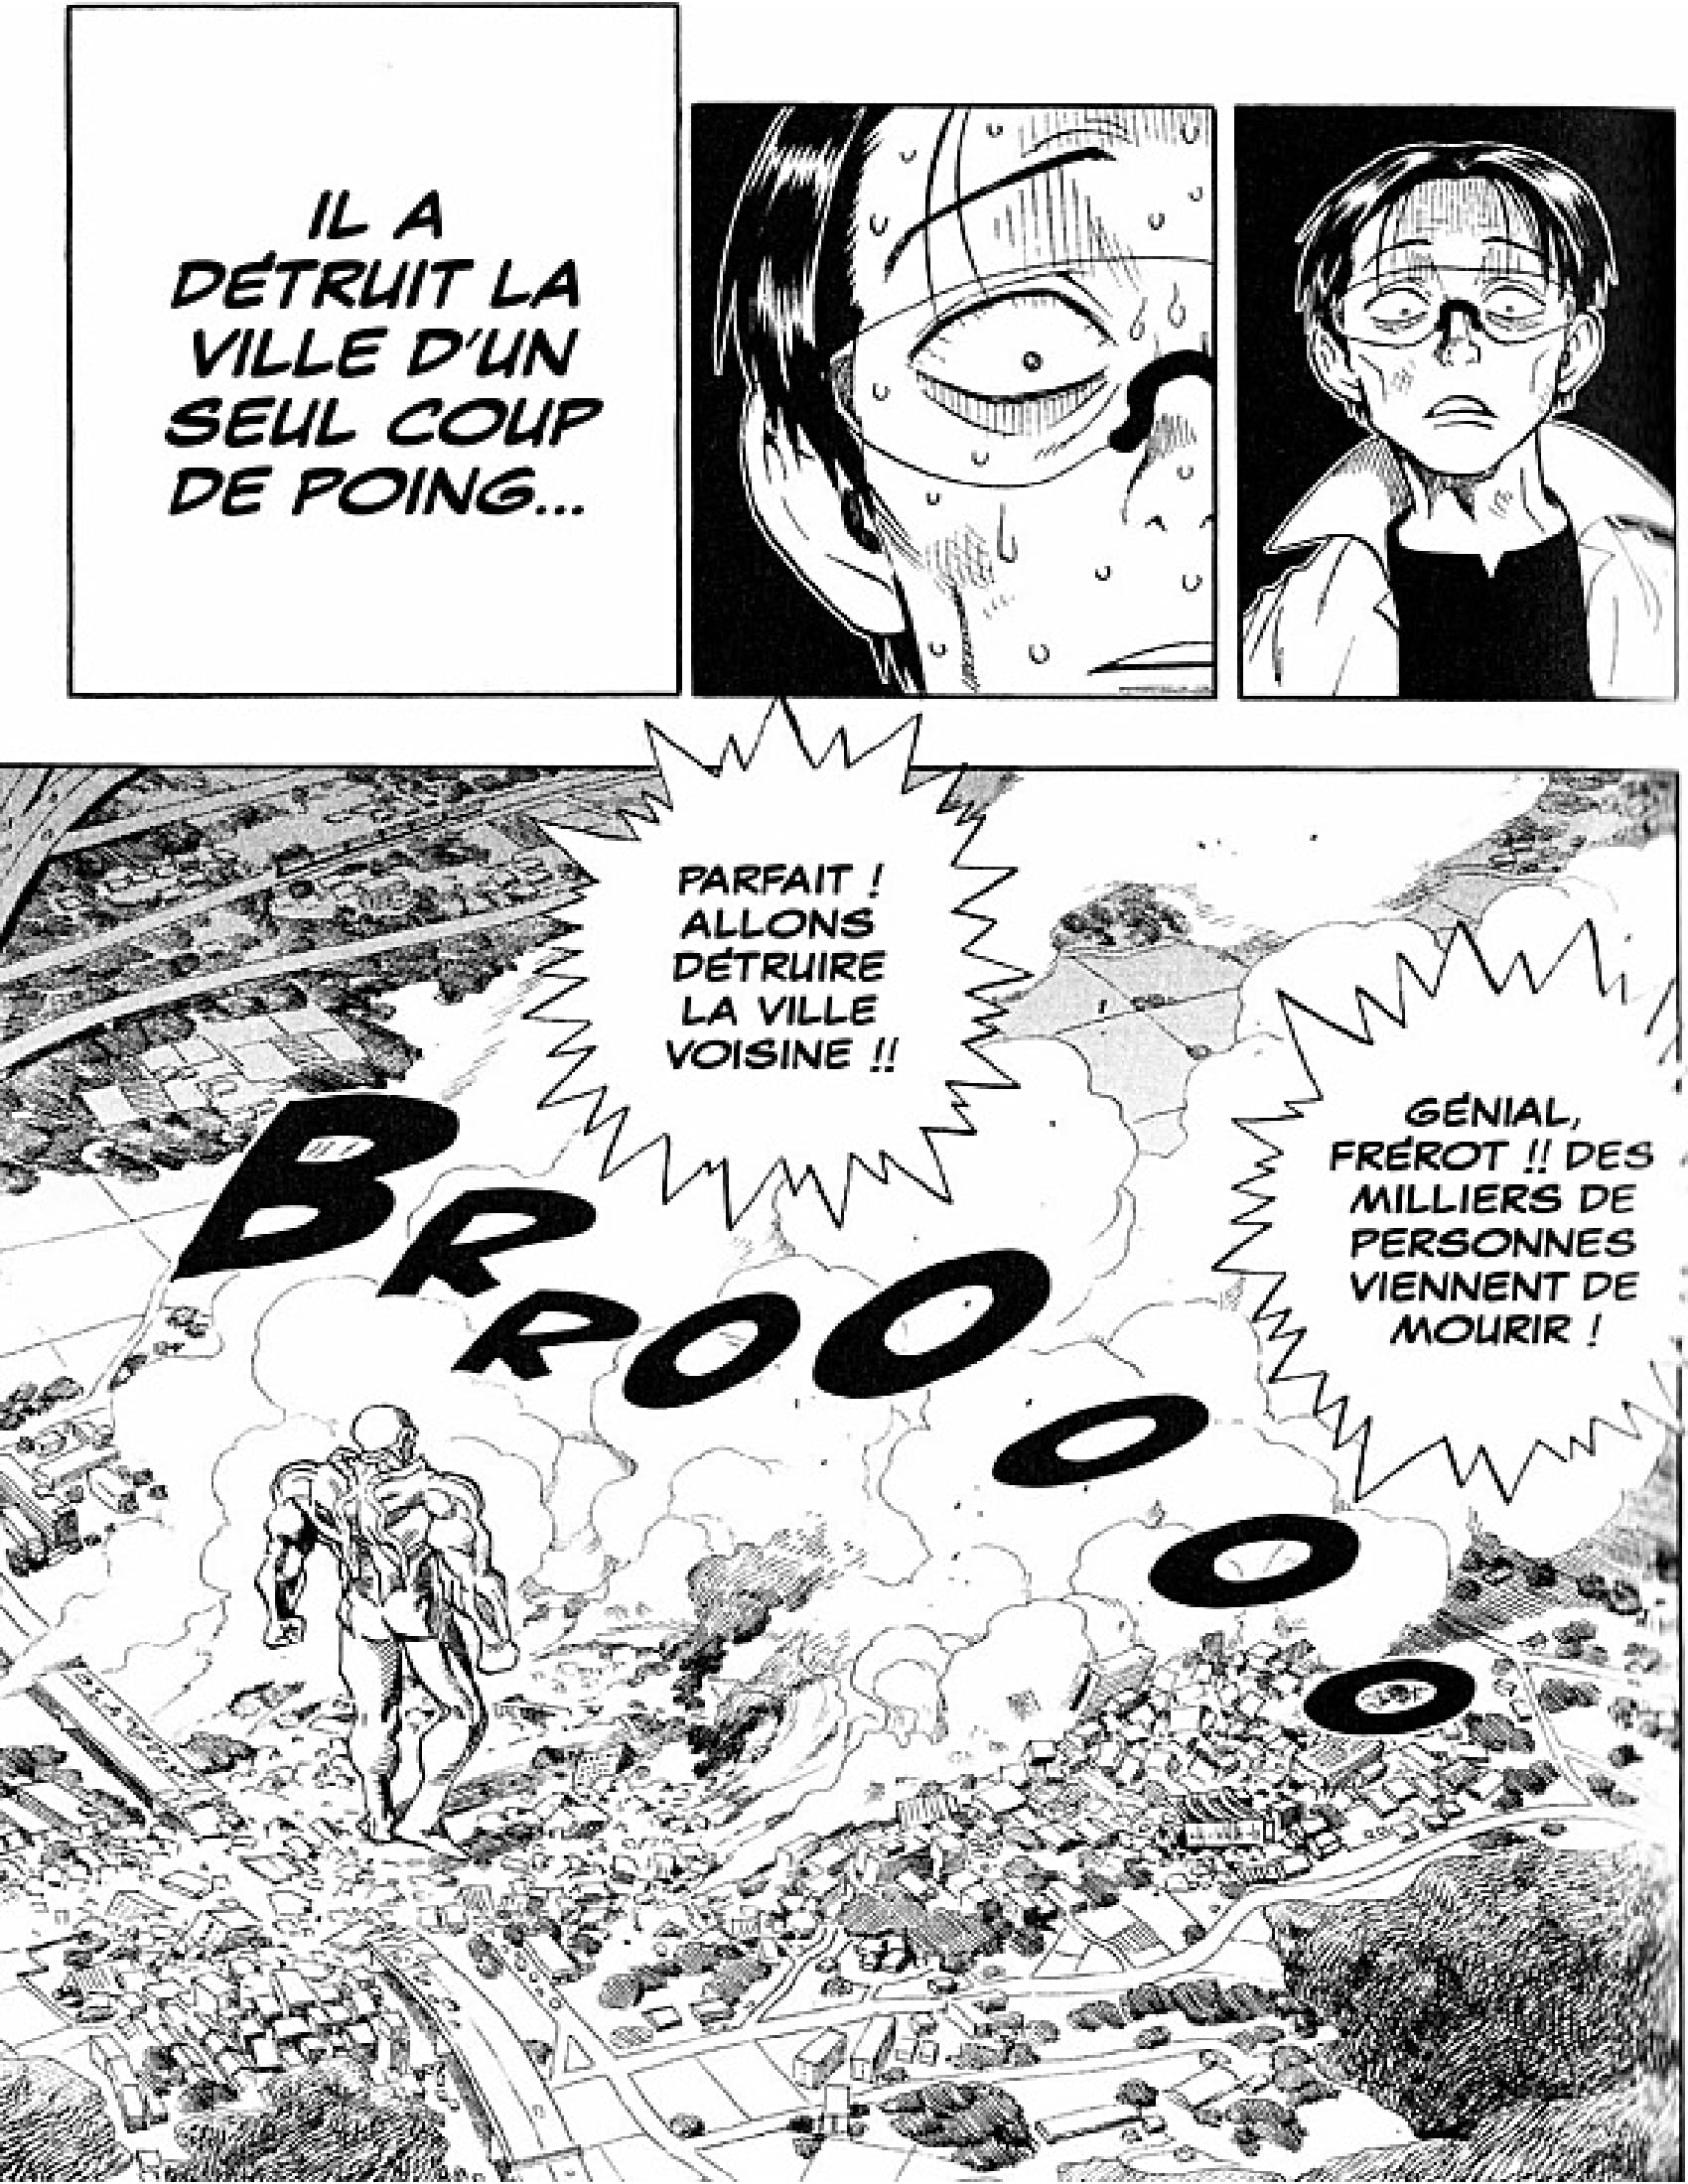 IL A
DÉTRUIT LA
VILLE D'UN
SEUL COUP
DE POING...
GÉNIAL,
FRÉROT !! DES
MILLIERS DE
PERSONNES
VIENNENT DE
MOURIR !
PARFAIT !
ALLONS
DÉTRUIRE
LA VILLE
VOISINE !!
BRROOOOO